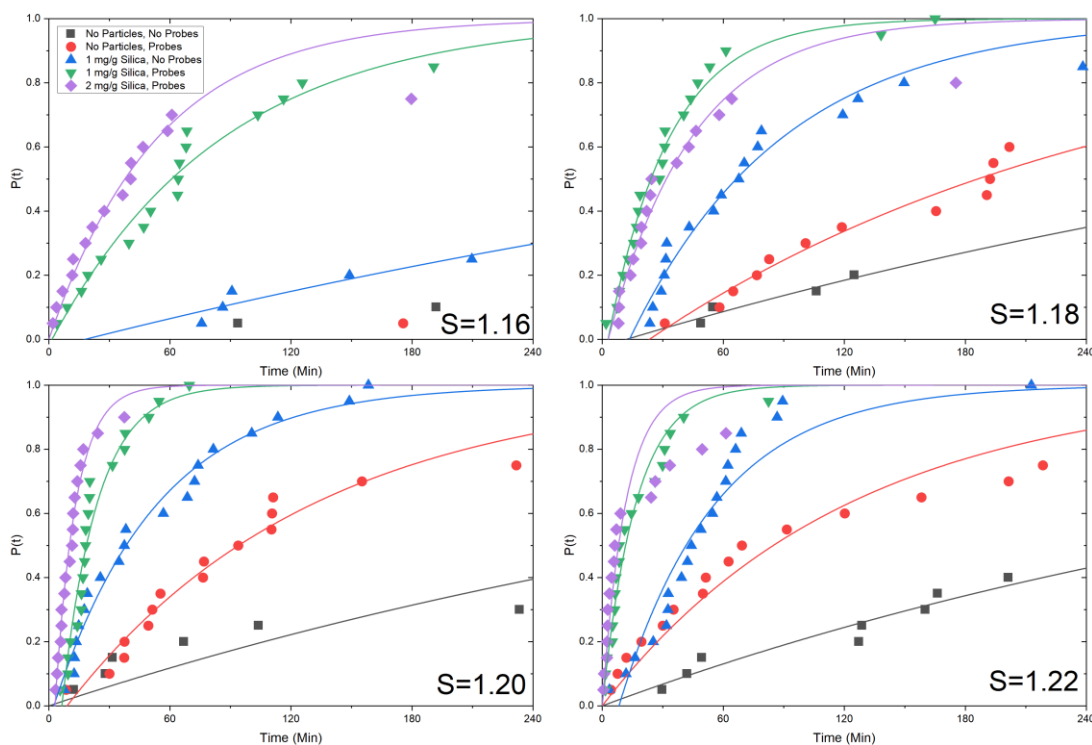 No Particles, No Probes
No Particles, Probes
1 mg/g Silica, No Probes
1 mg/g Silica, Probes
2 mg/g Silica, Probes
P(t)
1.0
0.8
0.6
0.4
0.2
0.0
0 60 120 180 240
Time (Min)
S=1.16
P(t)
1.0
0.8
0.6
0.4
0.2
0.0
0 60 120 180 240
Time (Min)
S=1.18
P(t)
1.0
0.8
0.6
0.4
0.2
0.0
0 60 120 180 240
Time (Min)
S=1.20
P(t)
1.0
0.8
0.6
0.4
0.2
0.0
0 60 120 180 240
Time (Min)
S=1.22